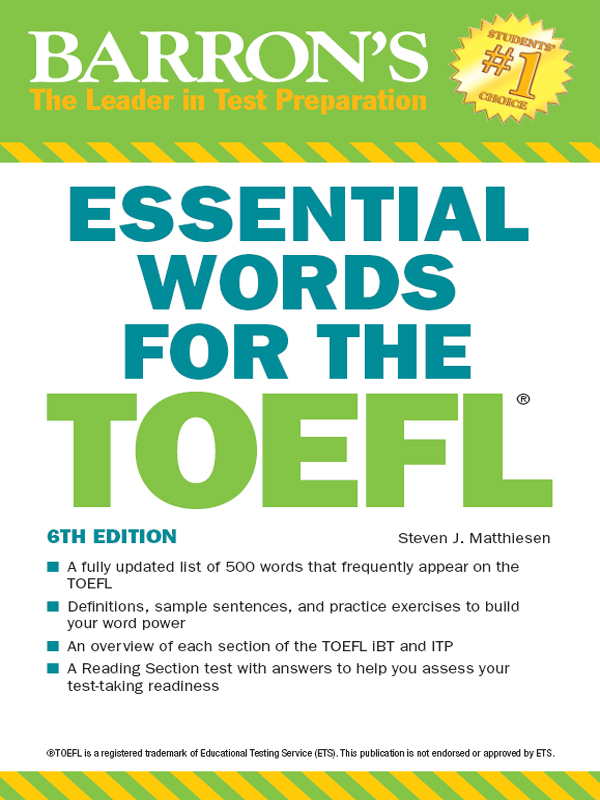 BARRON'S
The Leader in Test Preparation
STUDENTS'
#1
CHOICE
ESSENTIAL
WORDS
FOR THE
TOEFL®
6TH EDITION
Steven J. Matthiesen
■ A fully updated list of 500 words that frequently appear on the
TOEFL
■ Definitions, sample sentences, and practice exercises to build
your word power
■ An overview of each section of the TOEFL iBT and ITP
■ A Reading Section test with answers to help you assess your
test-taking readiness
®TOEFL is a registered trademark of Educational Testing Service (ETS). This publication is not endorsed or approved by ETS.